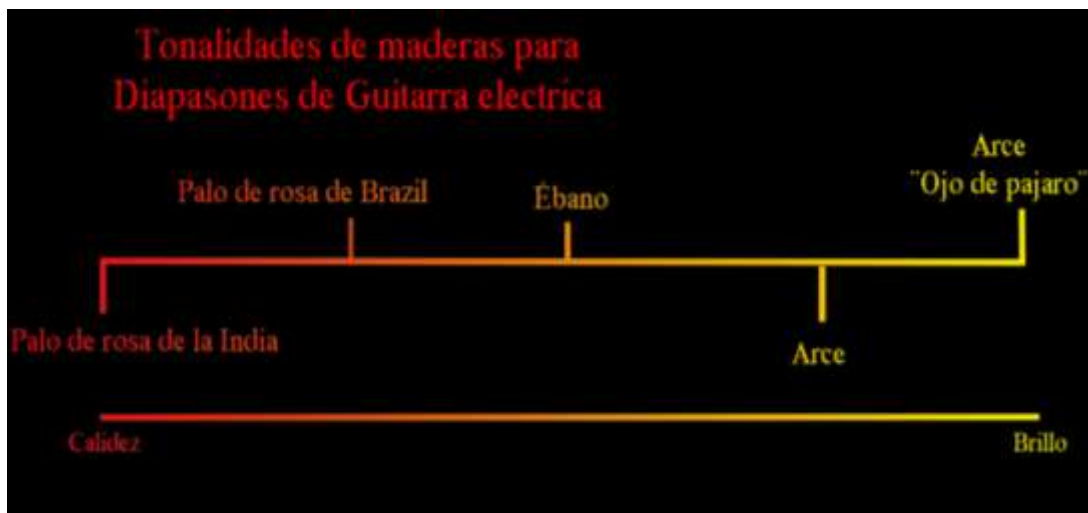 Tonalidades de maderas para
Diapasones de Guitarra electrica
Arce
¨Ojo de pajaro¨
Palo de rosa de Brazil
Ébano
Palo de rosa de la India
Arce
Calidez
Brillo